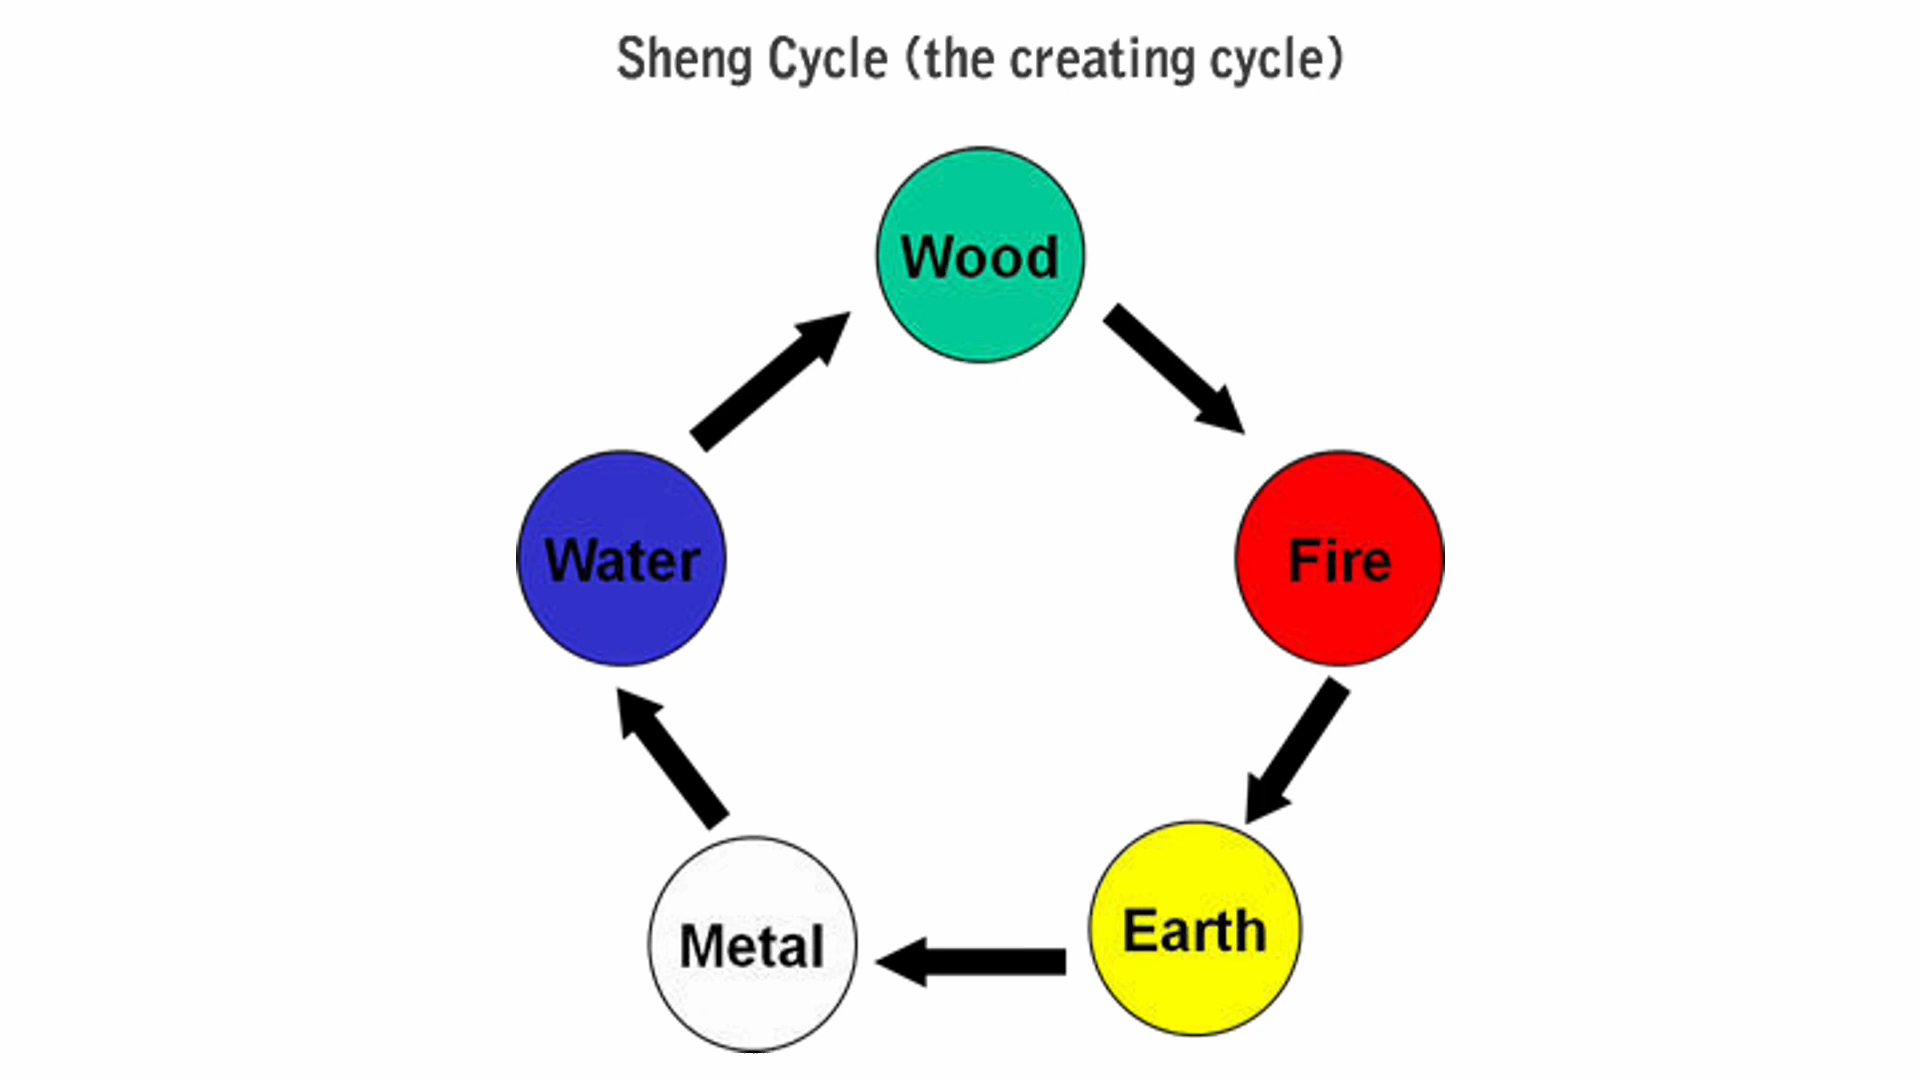 Sheng Cycle (the creating cycle)
Wood
Water
Fire
Metal
Earth